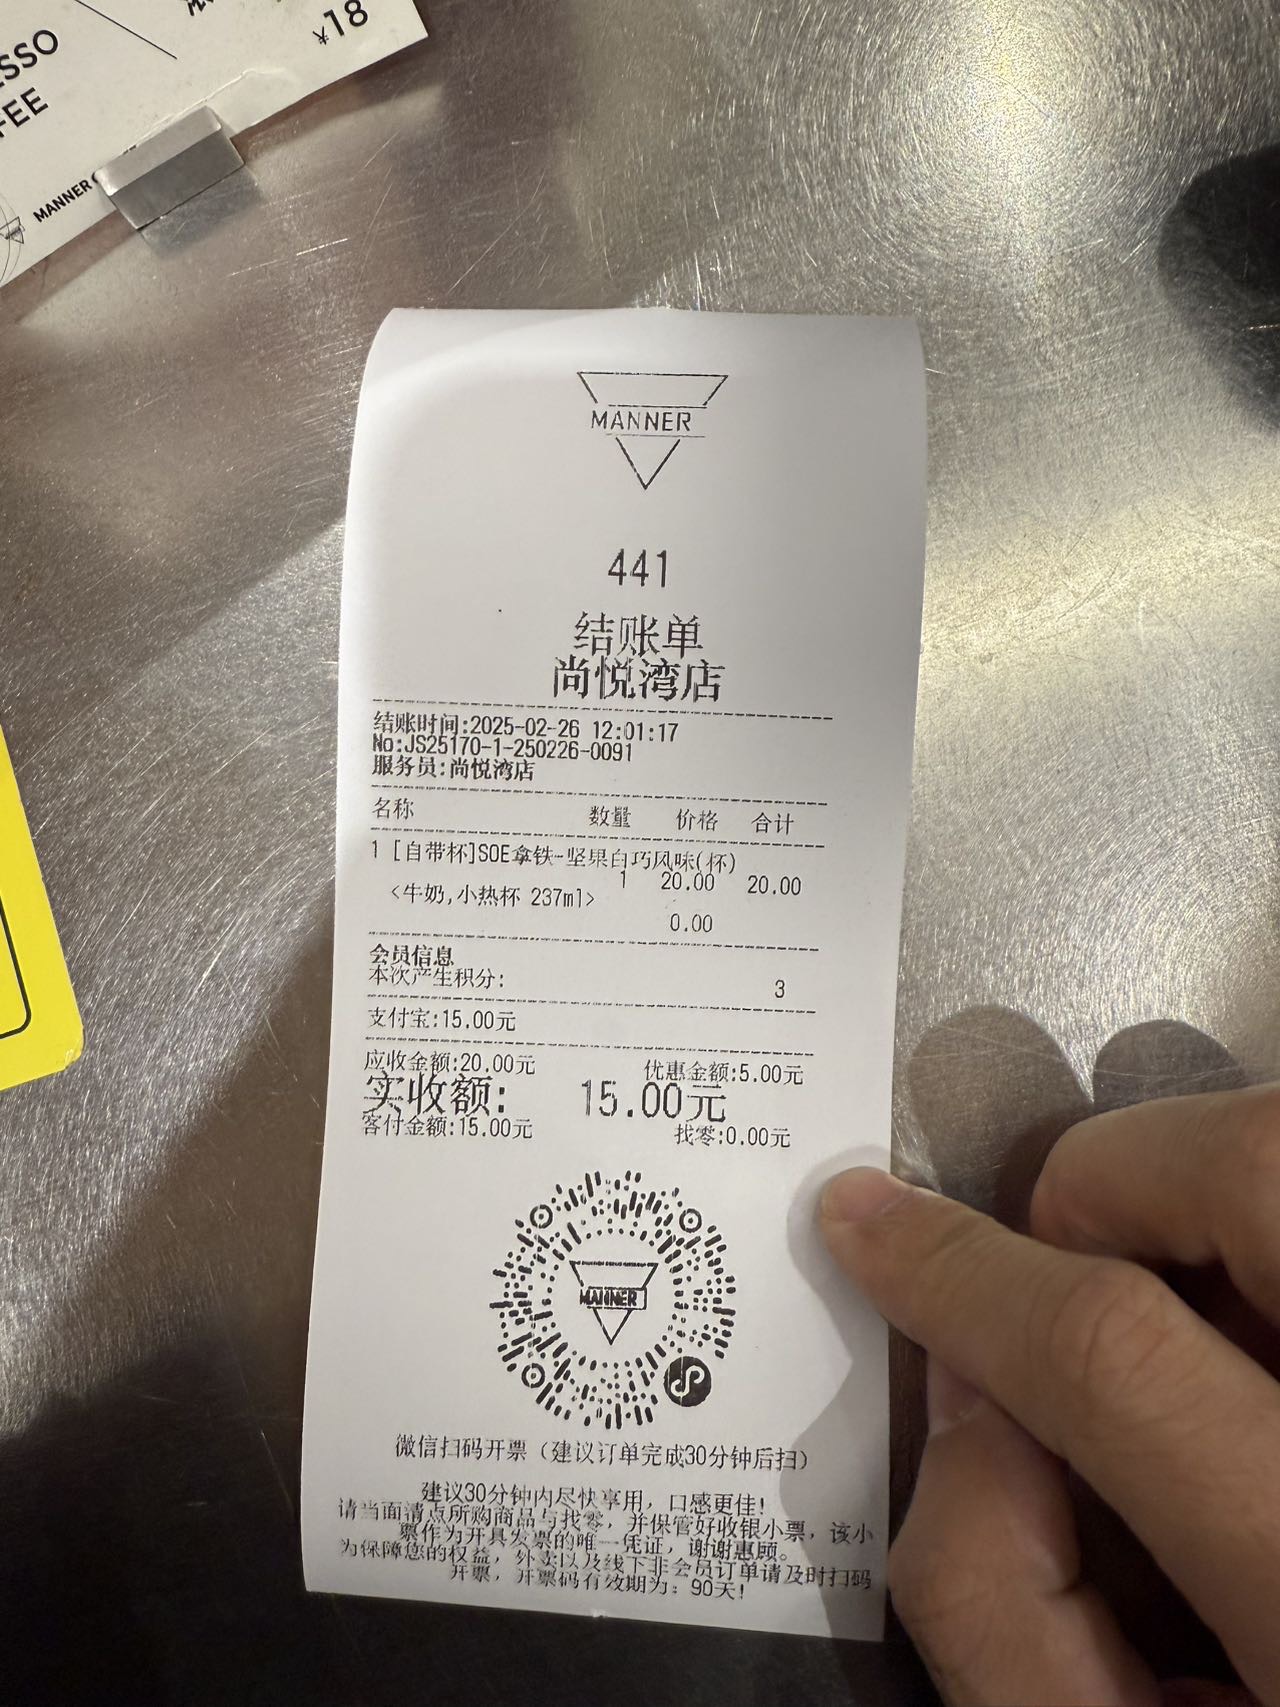 ¥18
SSO
FEE
MANNER
MANNER
441
结账单
尚悦湾店
结账时间:2025-02-26 12:01:17
No:JS25170-1-250226-0091
服务员:尚悦湾店
名称 数量 价格 合计
1 [自带杯]SOE拿铁-坚果白巧风味(杯)
1 20.00 20.00
<牛奶,小热杯 237ml>
0.00
会员信息
本次产生积分: 3
支付宝:15.00元
应收金额:20.00元 优惠金额:5.00元
实收额: 15.00元
客付金额:15.00元 找零:0.00元
MANNER
微信扫码开票（建议订单完成30分钟后扫）
建议30分钟内尽快享用，口感更佳!
请当面清点所购商品与找零，并保管好收银小票，该小
票作为开具发票的唯一凭证，谢谢惠顾。
为保障您的权益，外卖以及线下非会员订单请及时扫码
开票，开票码有效期为：90天!